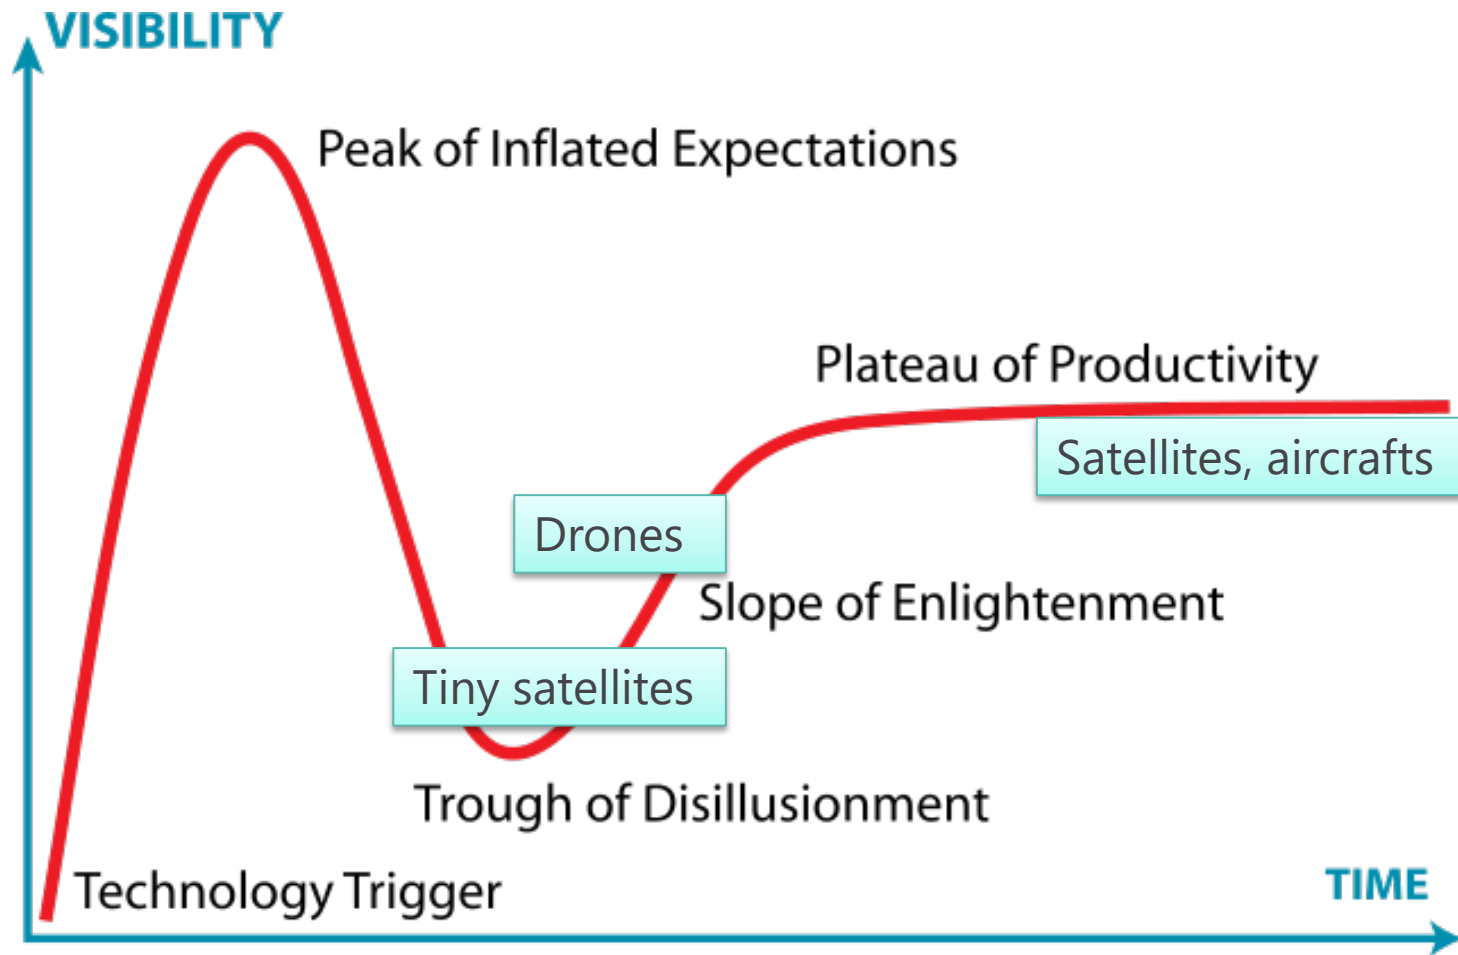 VISIBILITY
Peak of Inflated Expectations
Plateau of Productivity
Satellites, aircrafts
Drones
Slope of Enlightenment
Tiny satellites
Trough of Disillusionment
Technology Trigger
TIME